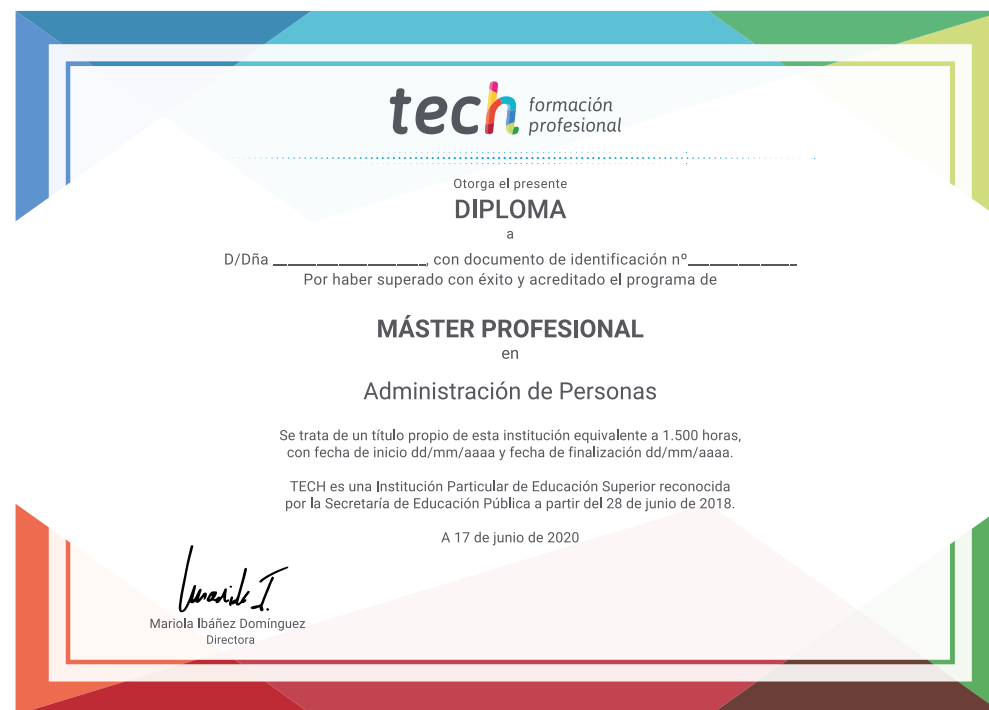 tech formación
profesional
Otorga el presente
DIPLOMA
a
D/Dña ____________________, con documento de identificación nº______________
Por haber superado con éxito y acreditado el programa de
MÁSTER PROFESIONAL
en
Administración de Personas
Se trata de un título propio de esta institución equivalente a 1.500 horas,
con fecha de inicio dd/mm/aaaa y fecha de finalización dd/mm/aaaa.
TECH es una Institución Particular de Educación Superior reconocida
por la Secretaría de Educación Pública a partir del 28 de junio de 2018.
A 17 de junio de 2020
Mariola I.
Mariola Ibáñez Domínguez
Directora